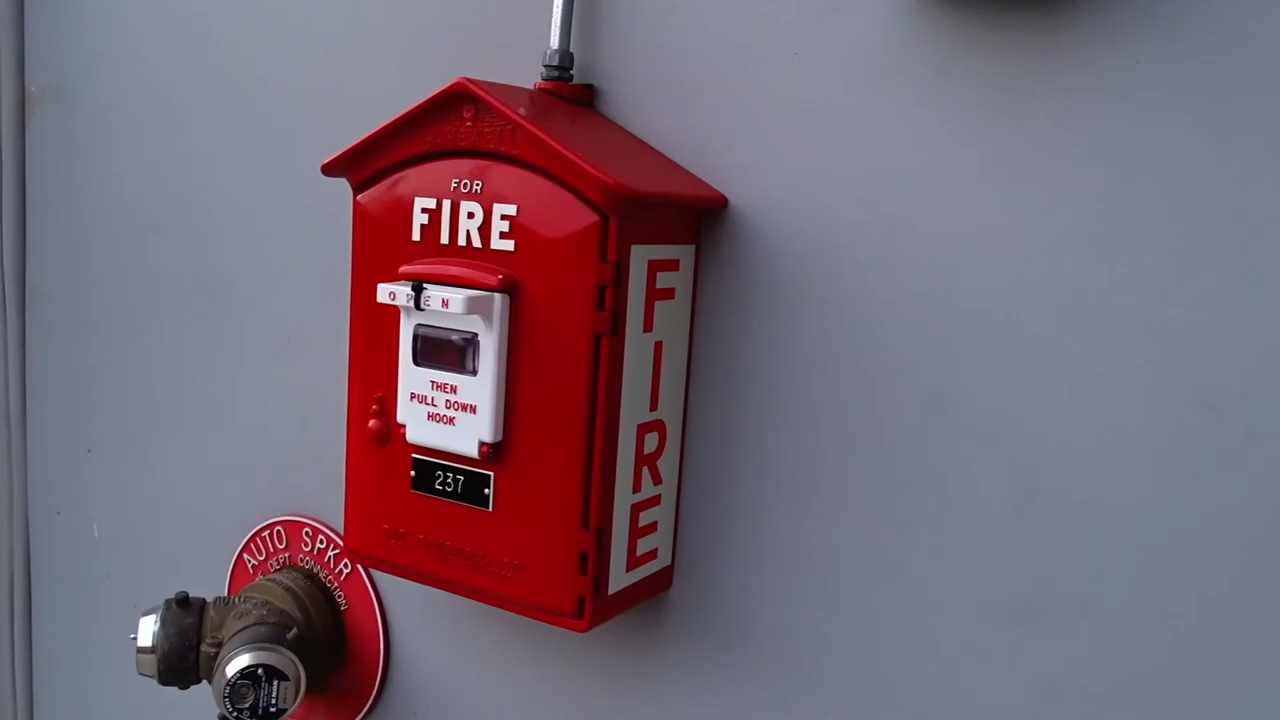 FOR
FIRE
OPEN
THEN
PULL DOWN
HOOK
237
FIRE
AUTO SPKR
DEPT. CONNECTION